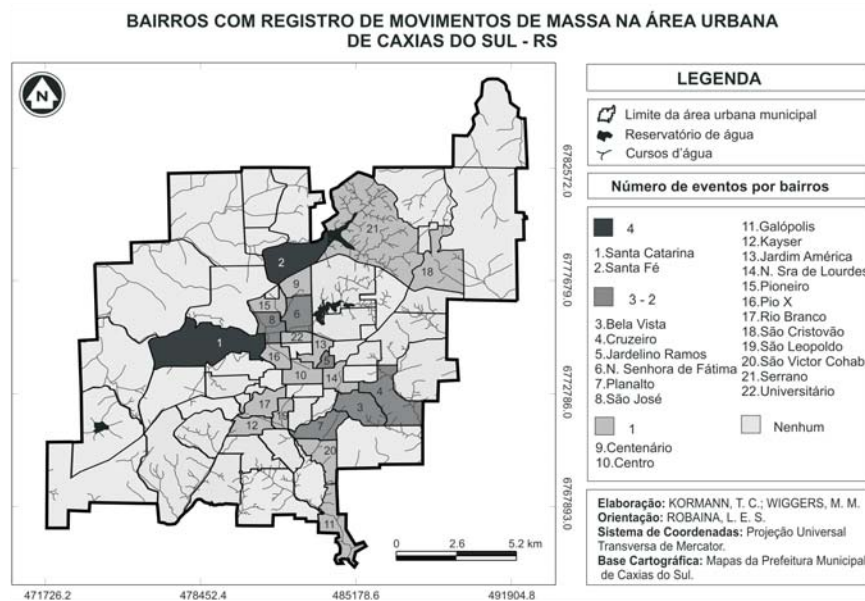 BAIRROS COM REGISTRO DE MOVIMENTOS DE MASSA NA ÁREA URBANA
DE CAXIAS DO SUL - RS
N
21
2
18
9
15
8
6
22
1
16
13
5
10
14
4
17
3
19
12
7
20
11
0
2.6
5.2 km
6782572.0
6777679.0
6772786.0
6767893.0
471726.2
478452.4
485178.6
491904.8
LEGENDA
Limite da área urbana municipal
Reservatório de água
Cursos d'água
Número de eventos por bairros
4
1.Santa Catarina
2.Santa Fé
3 - 2
3.Bela Vista
4.Cruzeiro
5.Jardelino Ramos
6.N. Senhora de Fátima
7.Planalto
8.São José
1
9.Centenário
10.Centro
11.Galópolis
12.Kayser
13.Jardim América
14.N. Sra de Lourdes
15.Pioneiro
16.Pio X
17.Rio Branco
18.São Cristovão
19.São Leopoldo
20.São Victor Cohab
21.Serrano
22.Universitário
Nenhum
Elaboração: KORMANN, T. C.; WIGGERS, M. M.
Orientação: ROBAINA, L. E. S.
Sistema de Coordenadas: Projeção Universal
Transversa de Mercator.
Base Cartográfica: Mapas da Prefeitura Municipal
de Caxias do Sul.